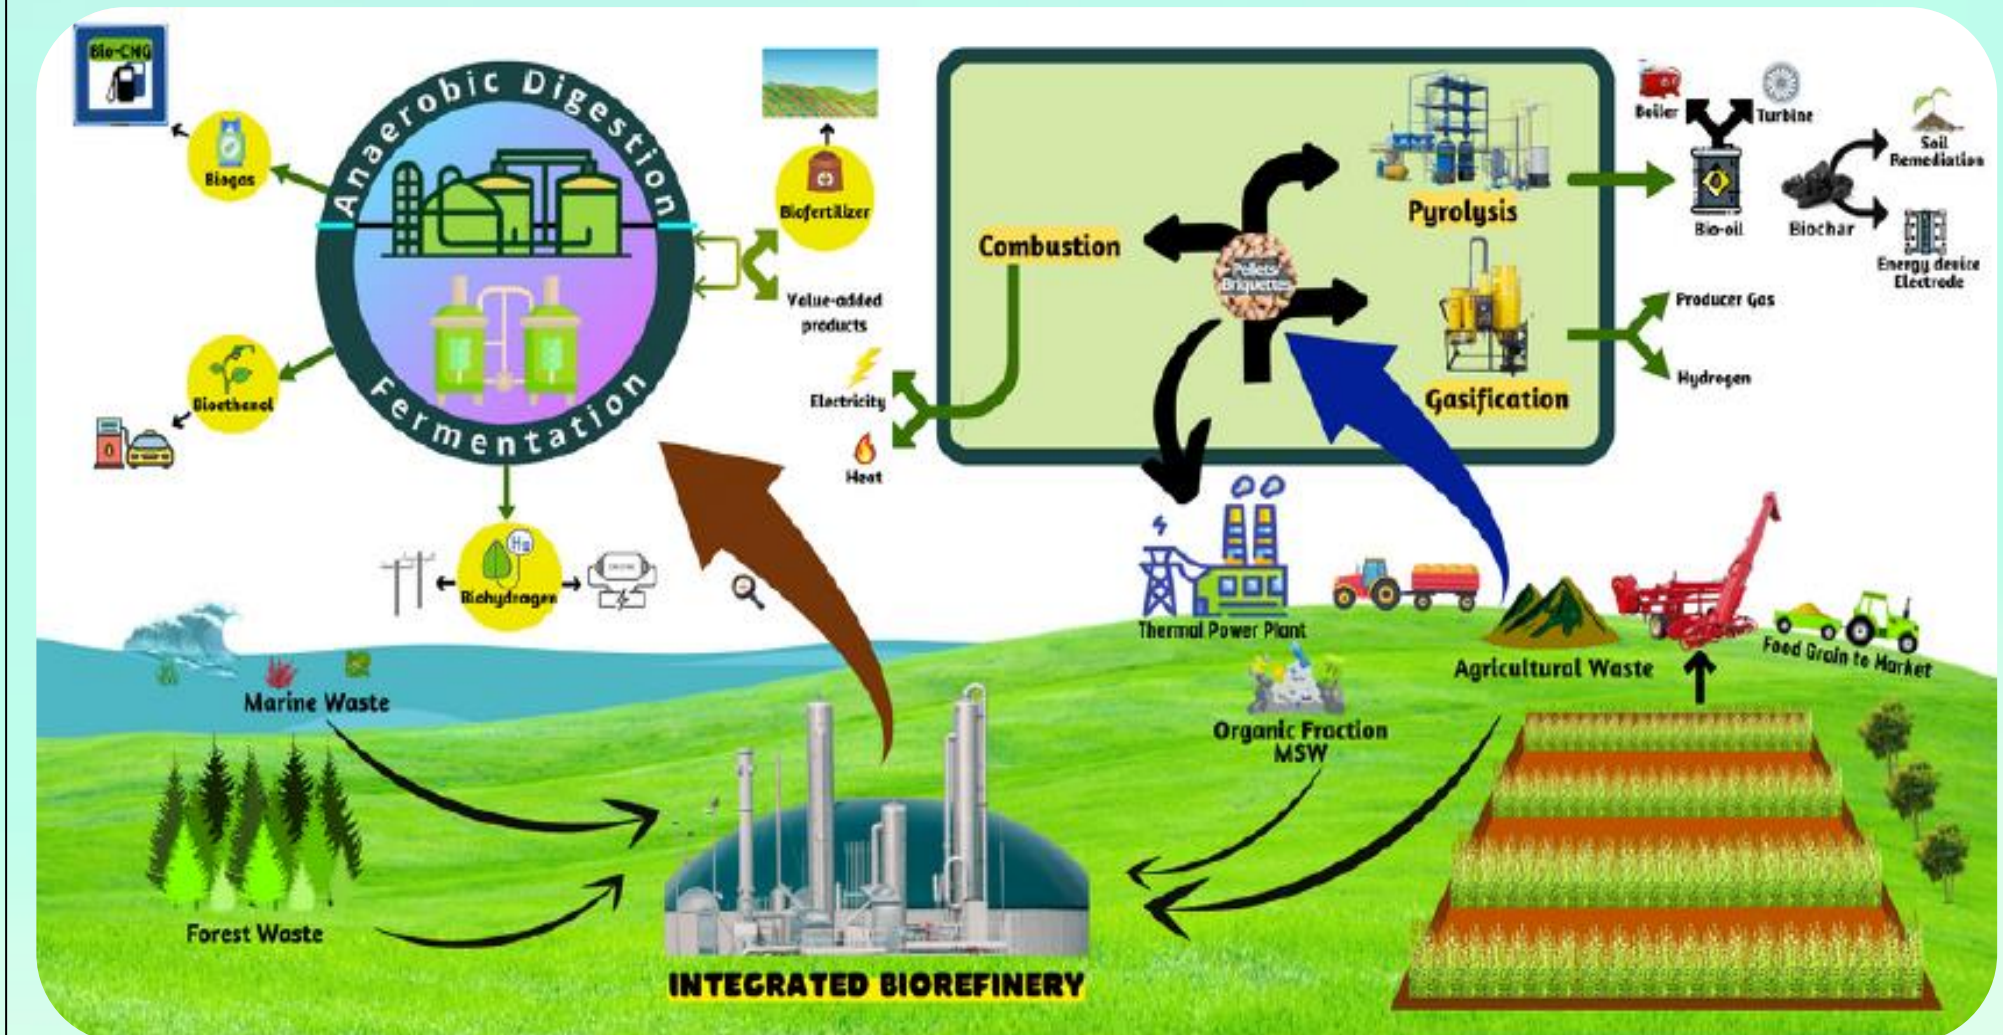 Bio-CNG
Biogas
Anaerobic Digestion
Fermentation
Biofertilizer
Value-added
products
Bioethanol
Electricity
Heat
H₂
Biohydrogen
Combustion
Pellets/
Briquettes
Pyrolysis
Gasification
Boiler
Turbine
Bio-oil
Biochar
Soil
Remediation
Energy device
Electrode
Producer Gas
Hydrogen
Thermal Power Plant
Agricultural Waste
Food Grain to Market
Marine Waste
Organic Fraction
MSW
Forest Waste
INTEGRATED BIOREFINERY